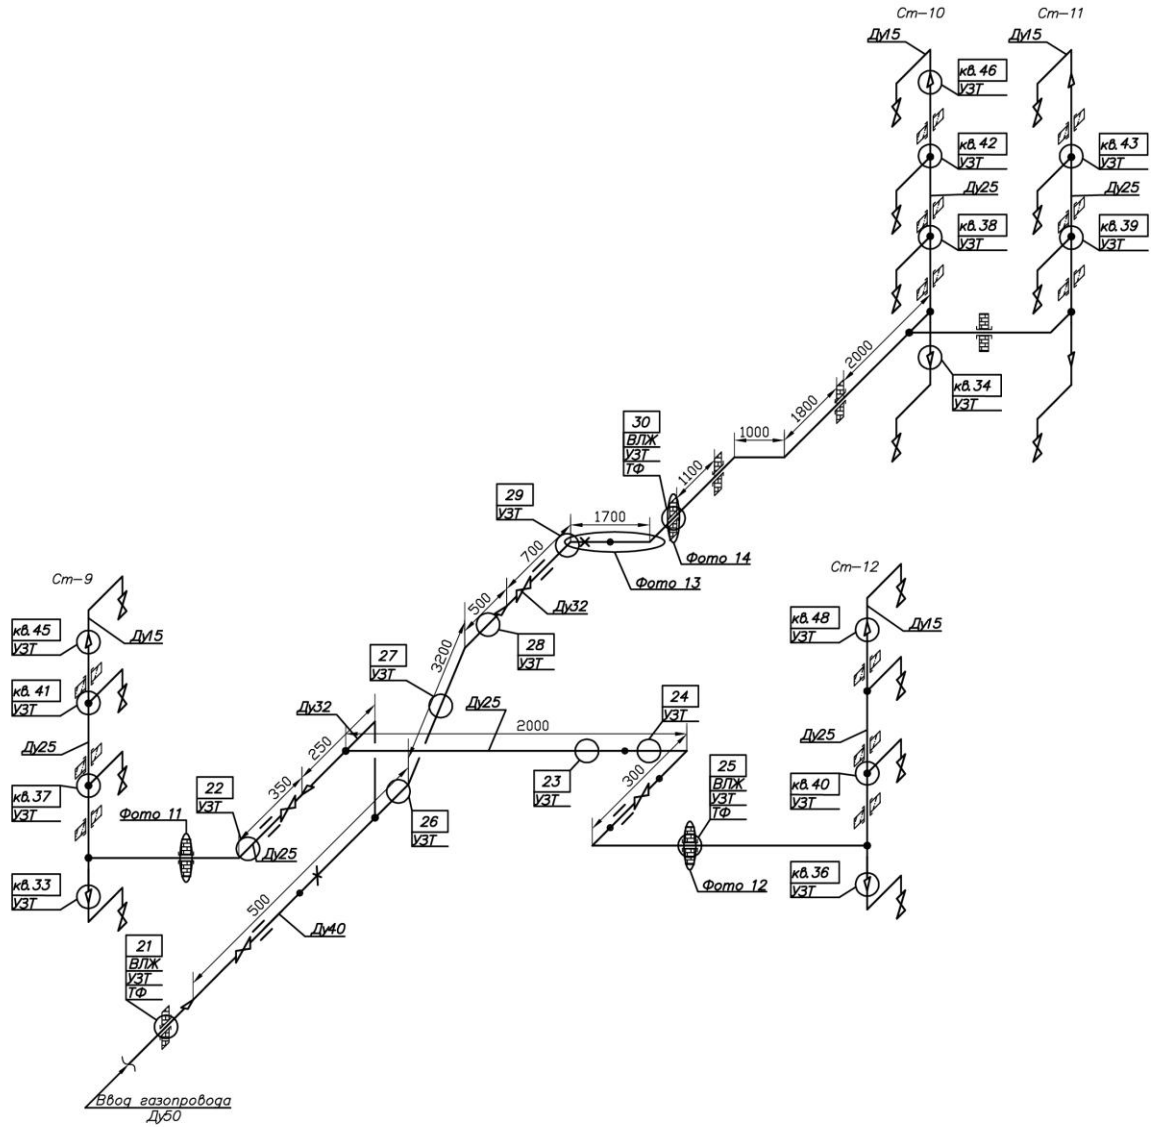 Ст-10
Ст-11
Ду15
Ду15
кв.46
УЗТ
кв.42
УЗТ
кв.43
УЗТ
Ду25
Ду25
кв.38
УЗТ
кв.39
УЗТ
2000
кв.34
УЗТ
1800
1000
30
ВЛЖ
УЗТ
ТФ
1100
29
УЗТ
1700
Фото 14
Фото 13
700
500
Ду32
28
УЗТ
Ст-9
Ст-12
кв.45
УЗТ
Ду15
кв.48
УЗТ
Ду15
27
УЗТ
3200
кв.41
УЗТ
24
УЗТ
Ду32
Ду25
2000
Ду25
Ду25
250
350
300
23
УЗТ
25
ВЛЖ
УЗТ
ТФ
кв.37
УЗТ
22
УЗТ
кв.40
УЗТ
Фото 11
26
УЗТ
Ду25
кв.33
УЗТ
Фото 12
кв.36
УЗТ
500
Ду40
21
ВЛЖ
УЗТ
ТФ
Ввод газопровода
Ду50